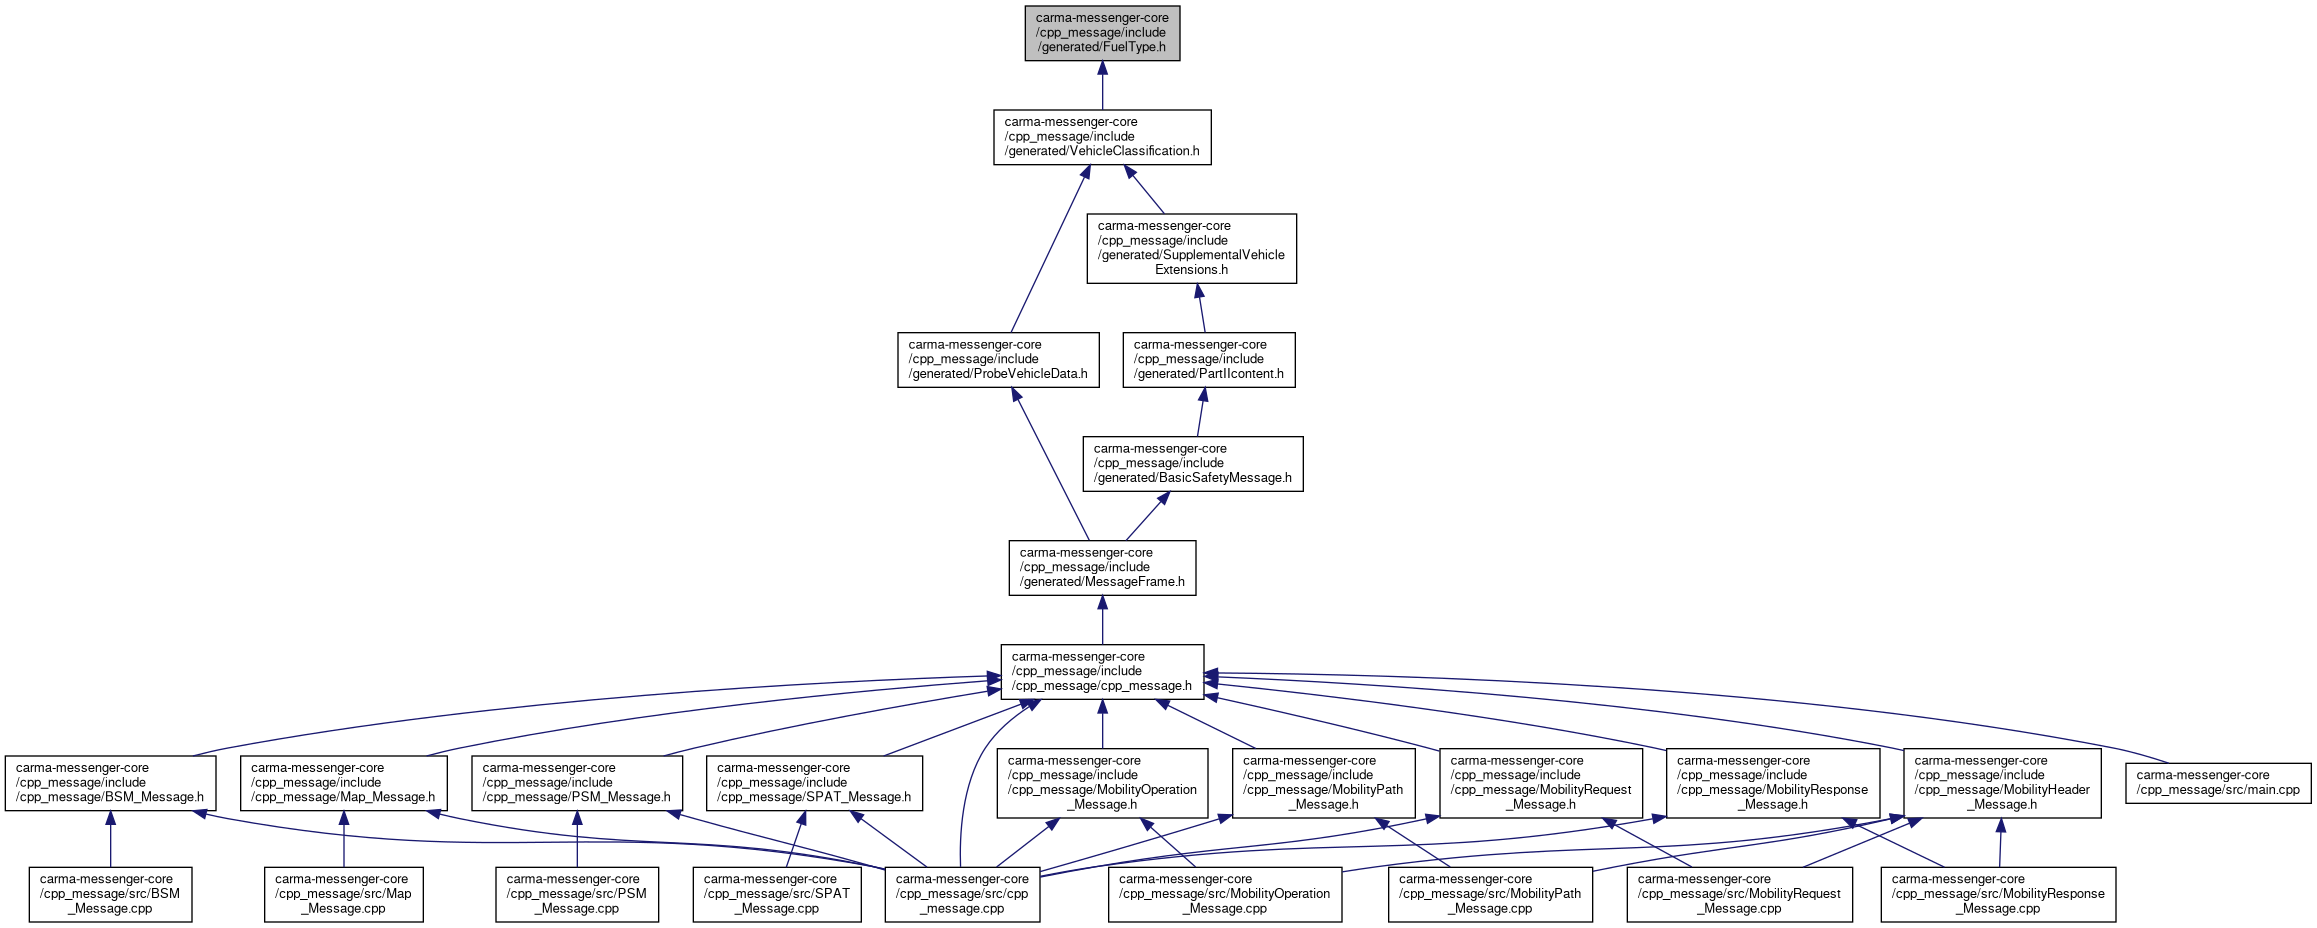 carma-messenger-core
/cpp_message/include
/generated/FuelType.h
carma-messenger-core
/cpp_message/include
/generated/VehicleClassification.h
carma-messenger-core
/cpp_message/include
/generated/SupplementalVehicle
Extensions.h
carma-messenger-core
/cpp_message/include
/generated/ProbeVehicleData.h
carma-messenger-core
/cpp_message/include
/generated/PartIIcontent.h
carma-messenger-core
/cpp_message/include
/generated/BasicSafetyMessage.h
carma-messenger-core
/cpp_message/include
/generated/MessageFrame.h
carma-messenger-core
/cpp_message/include
/cpp_message/cpp_message.h
carma-messenger-core
/cpp_message/include
/cpp_message/BSM_Message.h
carma-messenger-core
/cpp_message/include
/cpp_message/Map_Message.h
carma-messenger-core
/cpp_message/include
/cpp_message/PSM_Message.h
carma-messenger-core
/cpp_message/include
/cpp_message/SPAT_Message.h
carma-messenger-core
/cpp_message/include
/cpp_message/MobilityOperation
_Message.h
carma-messenger-core
/cpp_message/include
/cpp_message/MobilityPath
_Message.h
carma-messenger-core
/cpp_message/include
/cpp_message/MobilityRequest
_Message.h
carma-messenger-core
/cpp_message/include
/cpp_message/MobilityResponse
_Message.h
carma-messenger-core
/cpp_message/include
/cpp_message/MobilityHeader
_Message.h
carma-messenger-core
/cpp_message/src/main.cpp
carma-messenger-core
/cpp_message/src/BSM
_Message.cpp
carma-messenger-core
/cpp_message/src/Map
_Message.cpp
carma-messenger-core
/cpp_message/src/PSM
_Message.cpp
carma-messenger-core
/cpp_message/src/SPAT
_Message.cpp
carma-messenger-core
/cpp_message/src/cpp
_message.cpp
carma-messenger-core
/cpp_message/src/MobilityOperation
_Message.cpp
carma-messenger-core
/cpp_message/src/MobilityPath
_Message.cpp
carma-messenger-core
/cpp_message/src/MobilityRequest
_Message.cpp
carma-messenger-core
/cpp_message/src/MobilityResponse
_Message.cpp